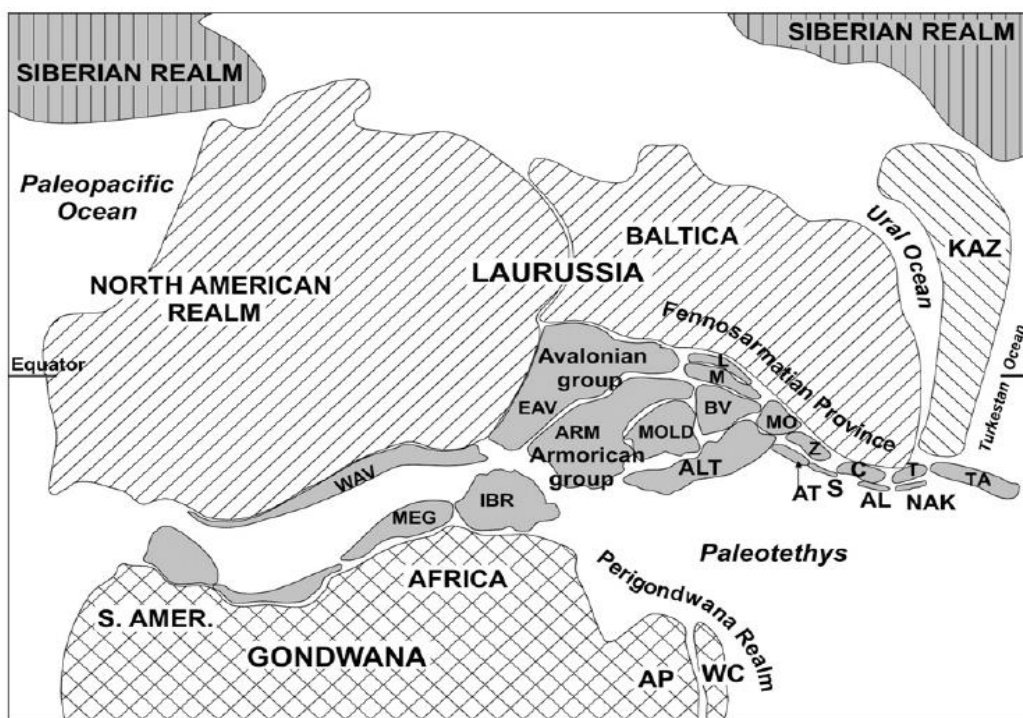 SIBERIAN REALM
SIBERIAN REALM
Paleopacific
Ocean
BALTICA
Ural Ocean
KAZ
LAURUSSIA
NORTH AMERICAN
REALM
Fennosarmatian Province
Equator
Turkestan Ocean
Avalonian
group
L
M
EAV
BV
ARM
Armorican
group
MOLD
MO
ALT
Z
WAV
AT
S
C
AL
T
NAK
TA
IBR
MEG
Paleotethys
Perigondwana Realm
AFRICA
S. AMER.
GONDWANA
AP
WC